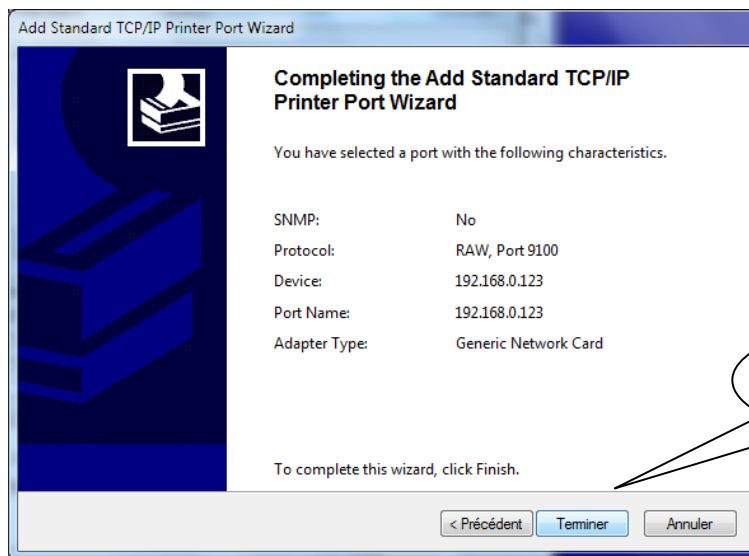 Add Standard TCP/IP Printer Port Wizard
Completing the Add Standard TCP/IP
Printer Port Wizard
You have selected a port with the following characteristics.
SNMP: No
Protocol: RAW, Port 9100
Device: 192.168.0.123
Port Name: 192.168.0.123
Adapter Type: Generic Network Card
To complete this wizard, click Finish.
< Précédent Terminer Annuler